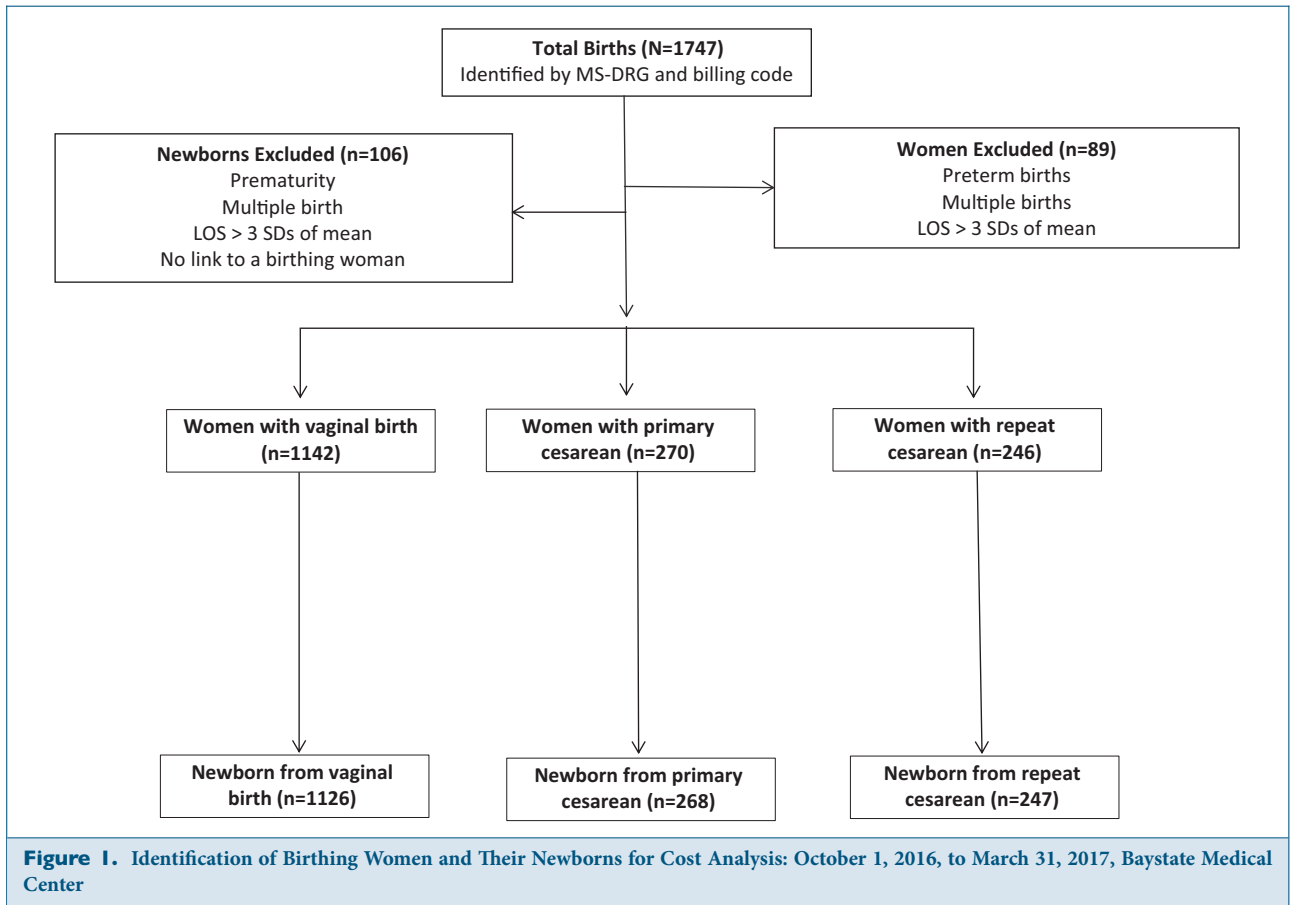 Total Births (N=1747)
Identified by MS-DRG and billing code
Newborns Excluded (n=106)
Prematurity
Multiple birth
LOS > 3 SDs of mean
No link to a birthing woman
Women Excluded (n=89)
Preterm births
Multiple births
LOS > 3 SDs of mean
Women with vaginal birth
(n=1142)
Women with primary
cesarean (n=270)
Women with repeat
cesarean (n=246)
Newborn from vaginal
birth (n=1126)
Newborn from primary
cesarean (n=268)
Newborn from repeat
cesarean (n=247)
Figure 1. Identification of Birthing Women and Their Newborns for Cost Analysis: October 1, 2016, to March 31, 2017, Baystate Medical
Center